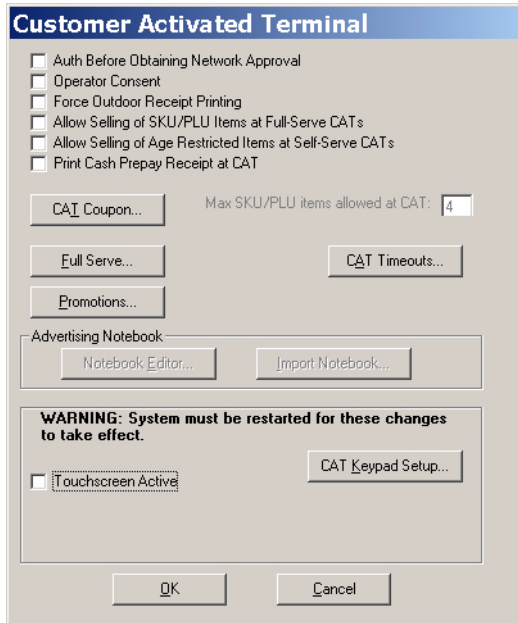 Customer Activated Terminal
Auth Before Obtaining Network Approval
Operator Consent
Force Outdoor Receipt Printing
Allow Selling of SKU/PLU Items at Full-Serve CATs
Allow Selling of Age Restricted Items at Self-Serve CATs
Print Cash Prepay Receipt at CAT
CAT Coupon...
Max SKU/PLU items allowed at CAT: 4
Full Serve...
CAT Timeouts...
Promotions...
Advertising Notebook
Notebook Editor...
Import Notebook...
WARNING: System must be restarted for these changes
to take effect.
CAT Keypad Setup...
Touchscreen Active
OK
Cancel